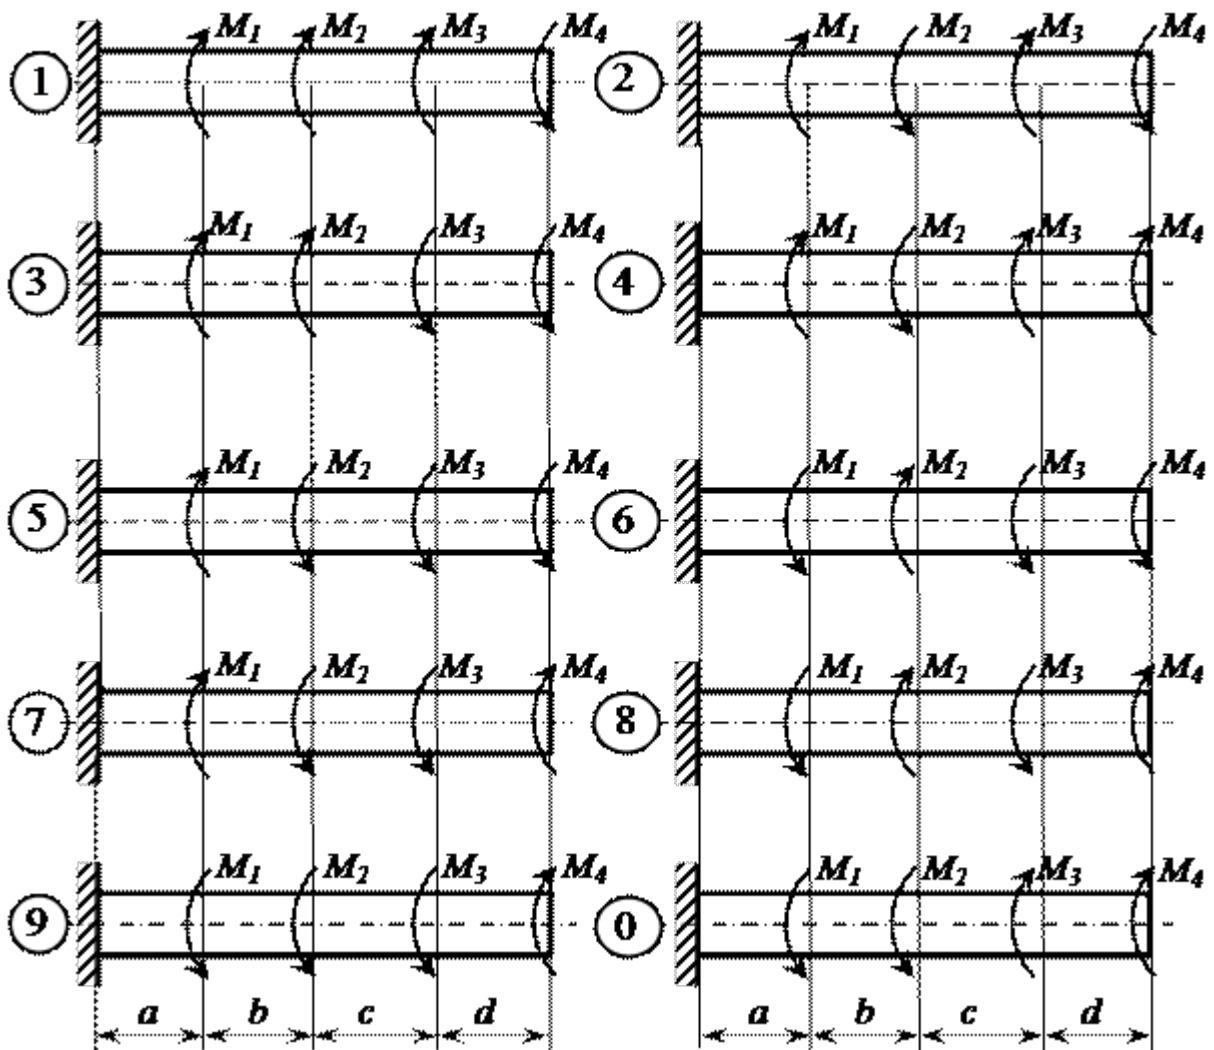 1 M₁ M₂ M₃ M₄ 2 M₁ M₂ M₃ M₄
3 M₁ M₂ M₃ M₄ 4 M₁ M₂ M₃ M₄
5 M₁ M₂ M₃ M₄ 6 M₁ M₂ M₃ M₄
7 M₁ M₂ M₃ M₄ 8 M₁ M₂ M₃ M₄
9 M₁ M₂ M₃ M₄ 0 M₁ M₂ M₃ M₄
a b c d a b c d